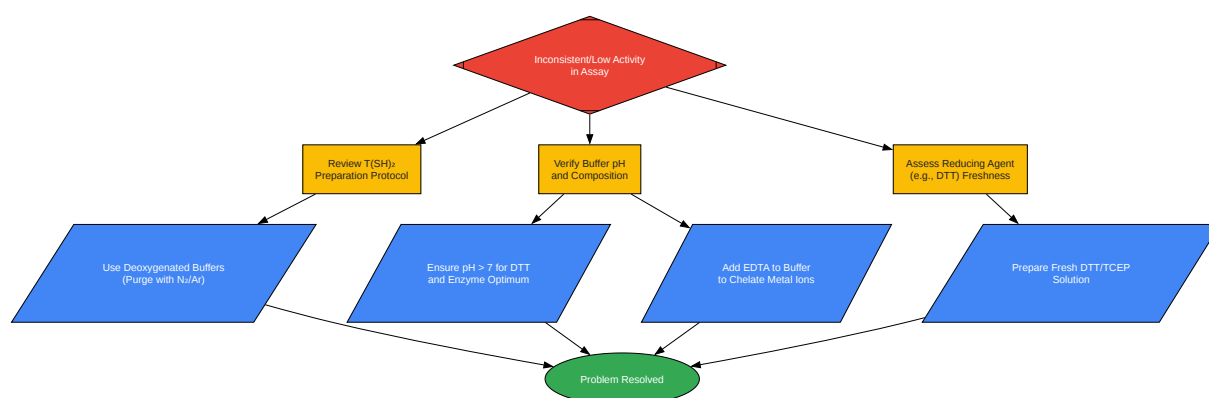 Inconsistent/Low Activity
in Assay
Review T(SH)₂
Preparation Protocol
Verify Buffer pH
and Composition
Assess Reducing Agent
(e.g., DTT) Freshness
Use Deoxygenated Buffers
(Purge with N₂/Ar)
Ensure pH > 7 for DTT
and Enzyme Optimum
Add EDTA to Buffer
to Chelate Metal Ions
Prepare Fresh DTT/TCEP
Solution
Problem Resolved